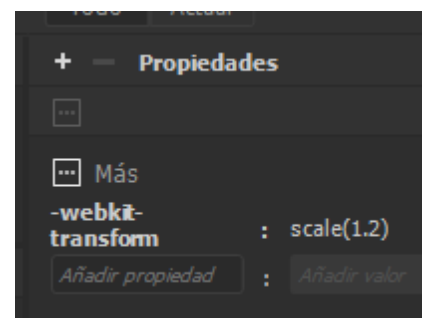 Todo Actual
+ — Propiedades
Más
-webkit-
transform : scale(1.2)
Añadir propiedad : Añadir valor